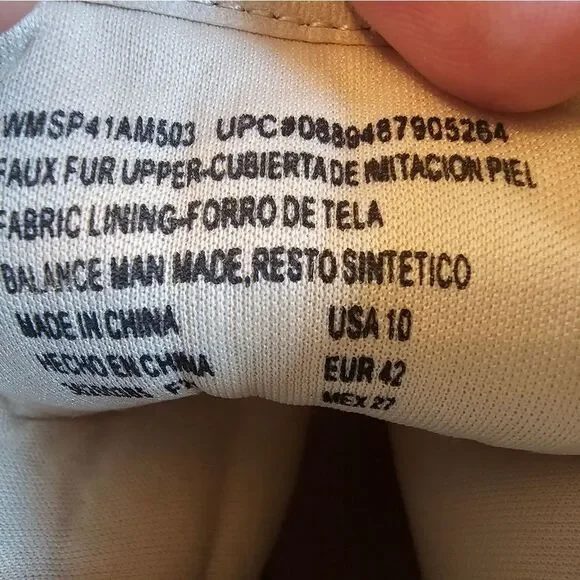 WMSP41AM503 UPC#0889487905264
FAUX FUR UPPER-CUBIERTA DE IMITACION PIEL
FABRIC LINING-FORRO DE TELA
BALANCE MAN MADE,RESTO SINTETICO
MADE IN CHINA USA 10
HECHO EN CHINA EUR 42
MEX 27